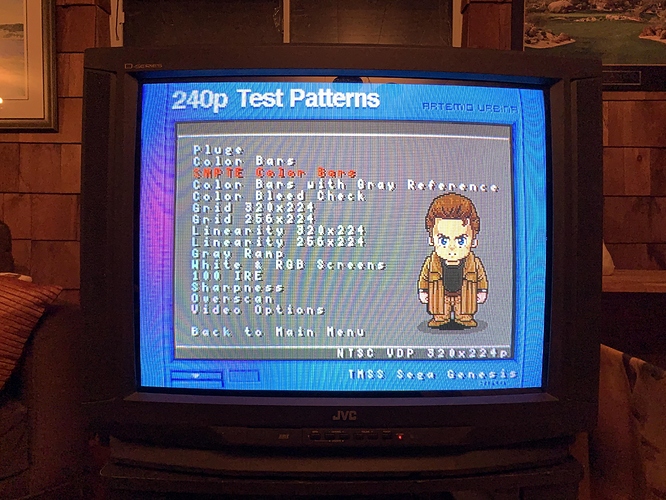 D-SERIES
240p Test Patterns
ARTEMIO URBINA
Pluge
Color Bars
SMPTE Color Bars
Color Bars with Gray Reference
Color Bleed Check
Grid 320x224
Grid 256x224
Linearity 320x224
Linearity 256x224
Gray Ramp
White & RGB Screens
100 IRE
Sharpness
Overscan
Video Options
Back to Main Menu
NTSC VDP 320x224p
TMSS Sega Genesis
JVC